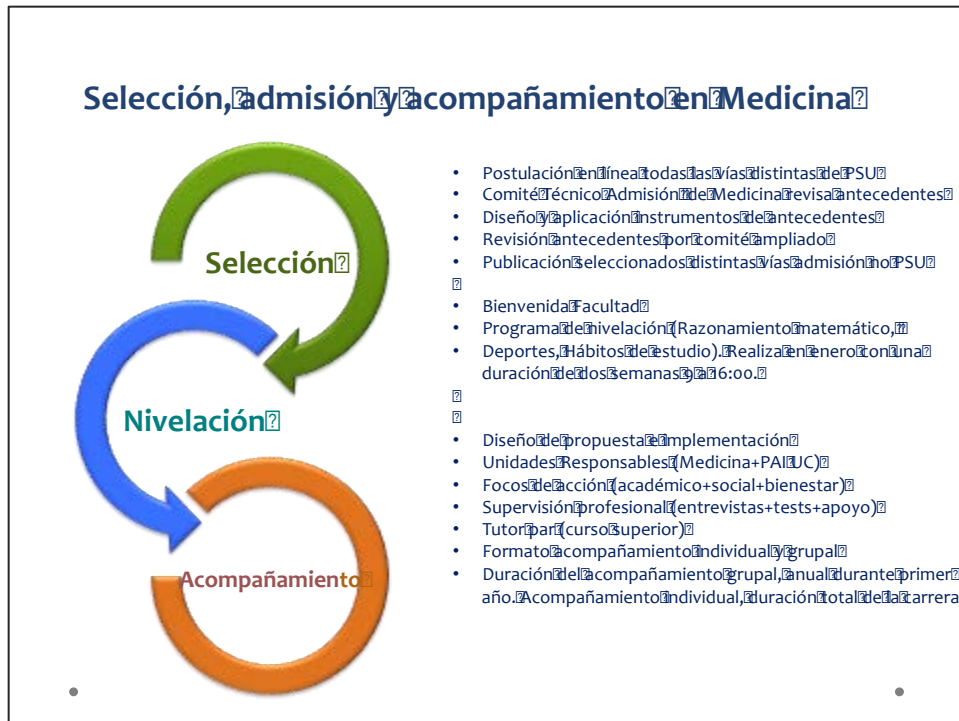 Selección, admisión y acompañamiento en Medicina
Selección
• Postulación en línea todas las vías distintas de PSU
• Comité Técnico Admisión de Medicina revisa antecedentes
• Diseño y aplicación instrumentos de antecedentes
• Revisión antecedentes por comité ampliado
• Publicación seleccionados distintas vías admisión no PSU
Nivelación
• Bienvenida Facultad
• Programa de nivelación (Razonamiento matemático,
• Deportes, Hábitos de estudio). Realiza en enero con una
duración de dos semanas 9 a 16:00.
Acompañamiento
• Diseño de propuesta e implementación
• Unidades Responsables (Medicina+PAI UC)
• Focos de acción (académico+social+bienestar)
• Supervisión profesional (entrevistas+tests+apoyo)
• Tutor par (curso superior)
• Formato acompañamiento individual y grupal
• Duración del acompañamiento grupal, anual durante primer
año. Acompañamiento individual, duración total de la carrera